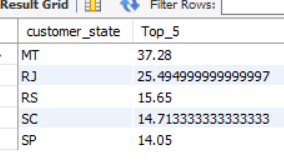 Result Grid Filter Rows:
customer_state Top_5
MT 37.28
RJ 25.494999999999997
RS 15.65
SC 14.713333333333333
SP 14.05